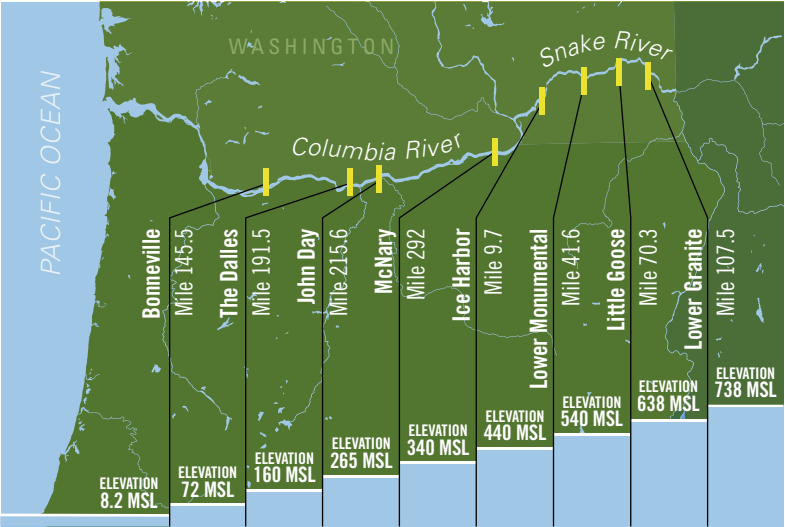 WASHINGTON
Snake River
PACIFIC OCEAN
Columbia River
Bonneville
Mile 145.5
The Dalles
Mile 191.5
John Day
Mile 215.6
McNary
Mile 292
Ice Harbor
Mile 9.7
Lower Monumental
Mile 41.6
Little Goose
Mile 70.3
Lower Granite
Mile 107.5
ELEVATION
8.2 MSL
ELEVATION
72 MSL
ELEVATION
160 MSL
ELEVATION
265 MSL
ELEVATION
340 MSL
ELEVATION
440 MSL
ELEVATION
540 MSL
ELEVATION
638 MSL
ELEVATION
738 MSL